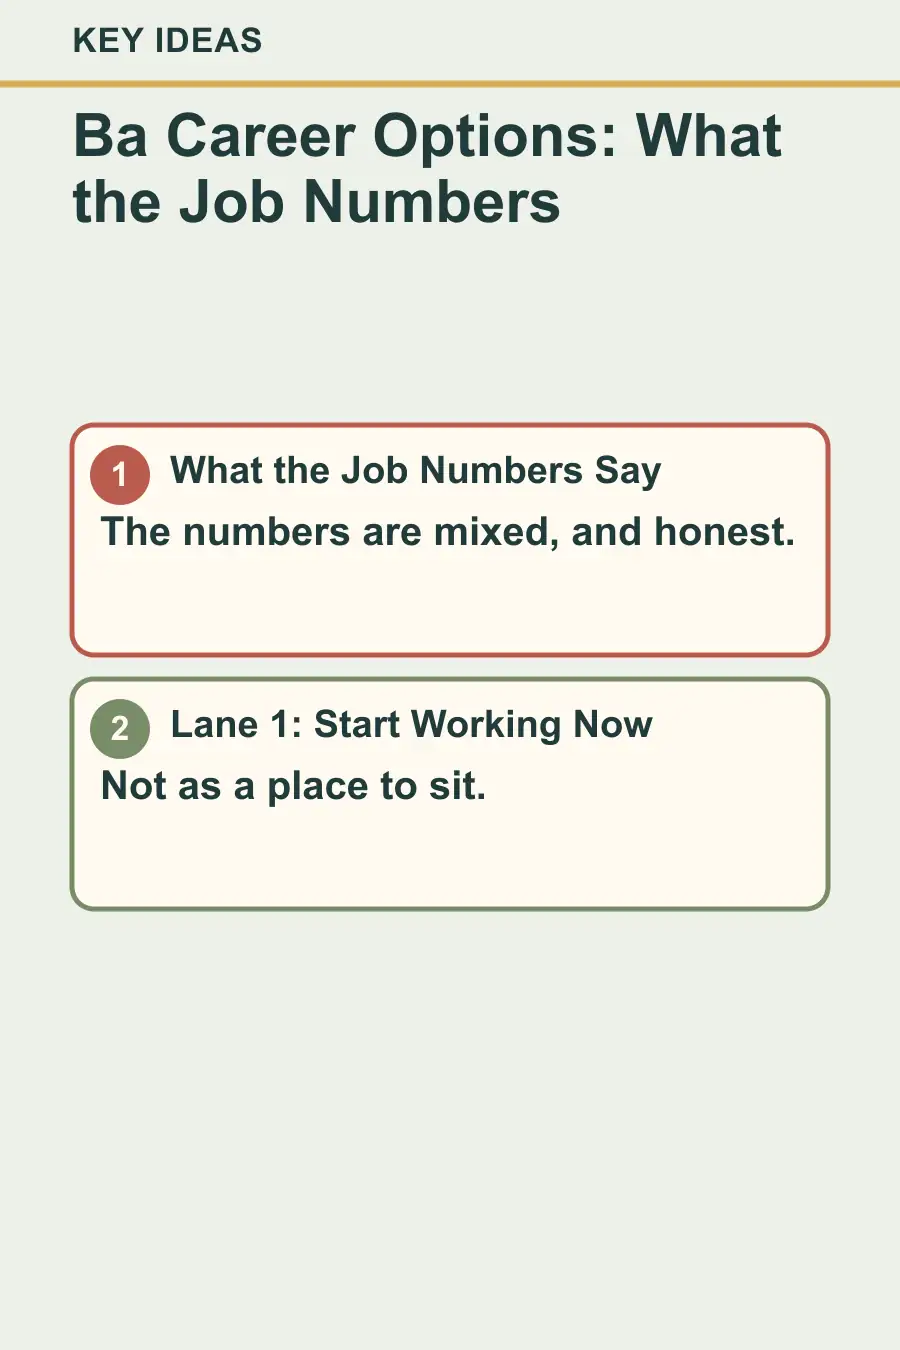 KEY IDEAS
Ba Career Options: What
the Job Numbers
1 What the Job Numbers Say
The numbers are mixed, and honest.
2 Lane 1: Start Working Now
Not as a place to sit.